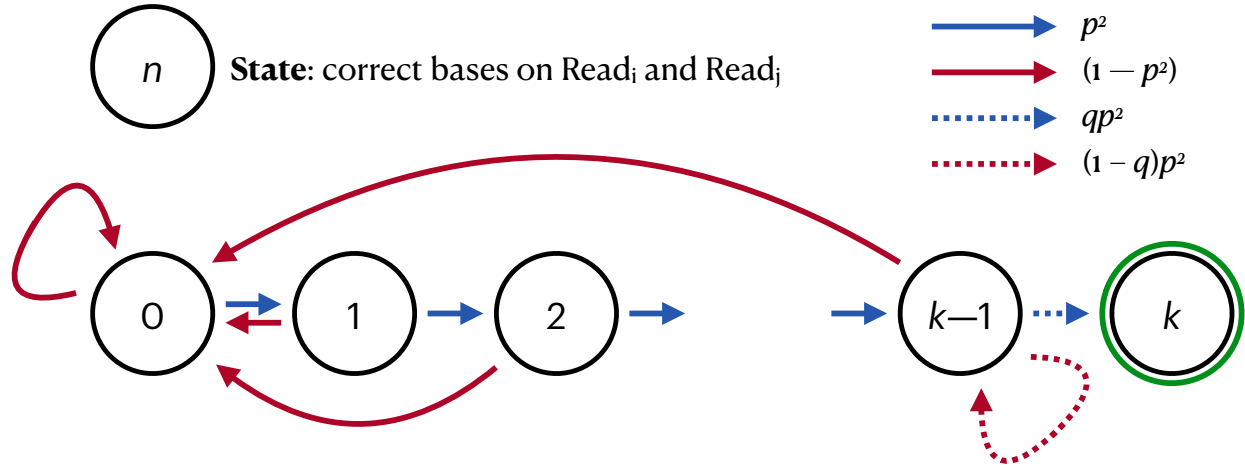 n
State: correct bases on Readᵢ and Readⱼ
p²
(1 — p²)
qp²
(1 – q)p²
0
1
2
k—1
k